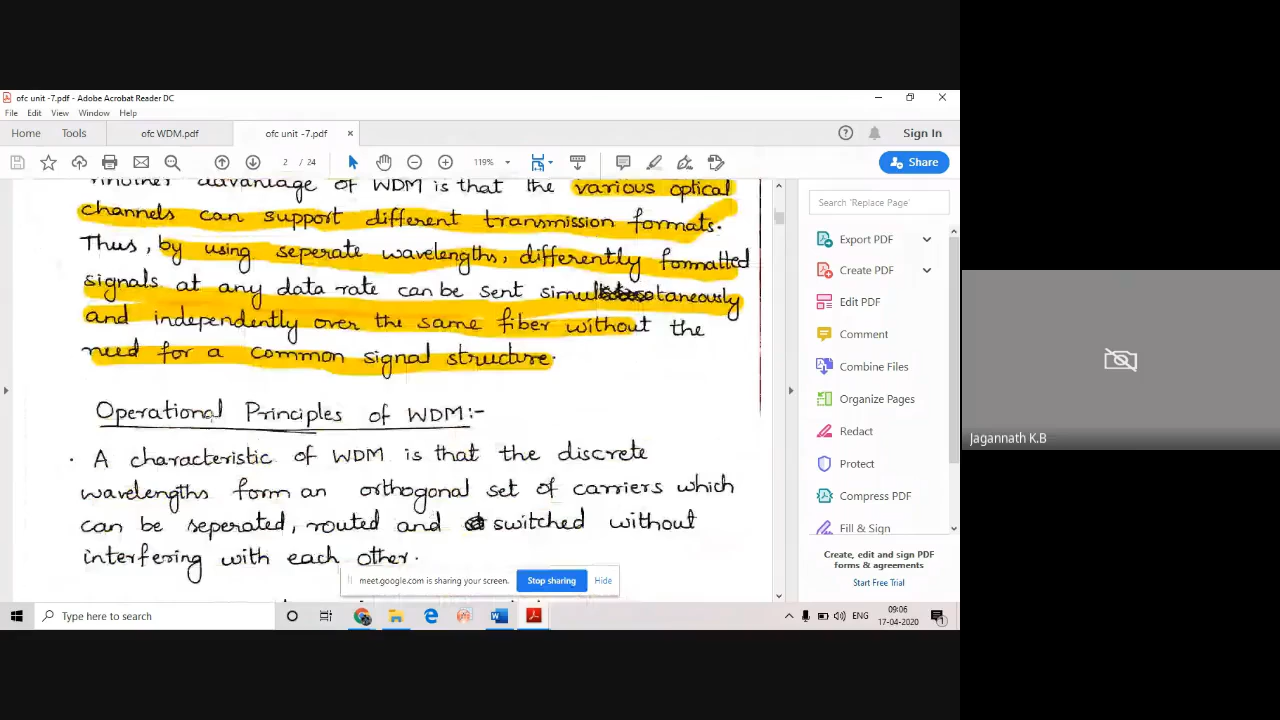 ofc unit -7.pdf - Adobe Acrobat Reader DC
File Edit View Window Help
Home Tools ofc WDM.pdf ofc unit -7.pdf × Sign In
2 / 24 119% Share
Another advantage of WDM is that the various optical
channels can support different transmission formats.
Thus, by using seperate wavelengths, differently formatted
signals at any data rate can be sent simultaneously
and independently over the same fiber without the
need for a common signal structure.
Operational Principles of WDM:-
· A characteristic of WDM is that the discrete
wavelengths form an orthogonal set of carriers which
can be seperated, routed and switched without
interfering with each other.
Search 'Replace Page'
Export PDF
Create PDF
Edit PDF
Comment
Combine Files
Organize Pages
Redact
Protect
Compress PDF
Fill & Sign
Create, edit and sign PDF
forms & agreements
Start Free Trial
meet.google.com is sharing your screen. Stop sharing Hide
Type here to search
ENG
09:06
17-04-2020
1
Jagannath K.B